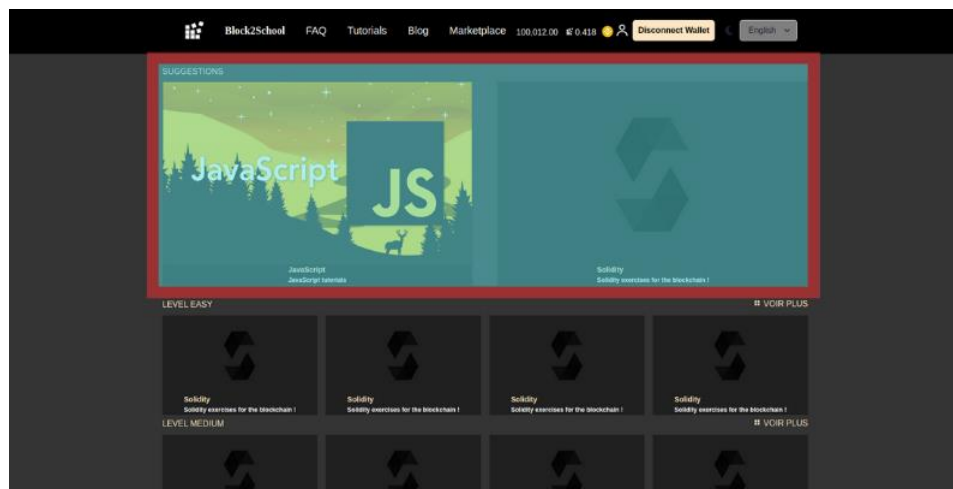 Block2School FAQ Tutorials Blog Marketplace 100,012.00 0.418 Disconnect Wallet English
SUGGESTIONS
JavaScript
JS
JavaScript
JavaScript tutorials
Solidity
Solidity exercises for the blockchain !
LEVEL EASY
VOIR PLUS
Solidity
Solidity exercises for the blockchain !
Solidity
Solidity exercises for the blockchain !
Solidity
Solidity exercises for the blockchain !
Solidity
Solidity exercises for the blockchain !
LEVEL MEDIUM
VOIR PLUS